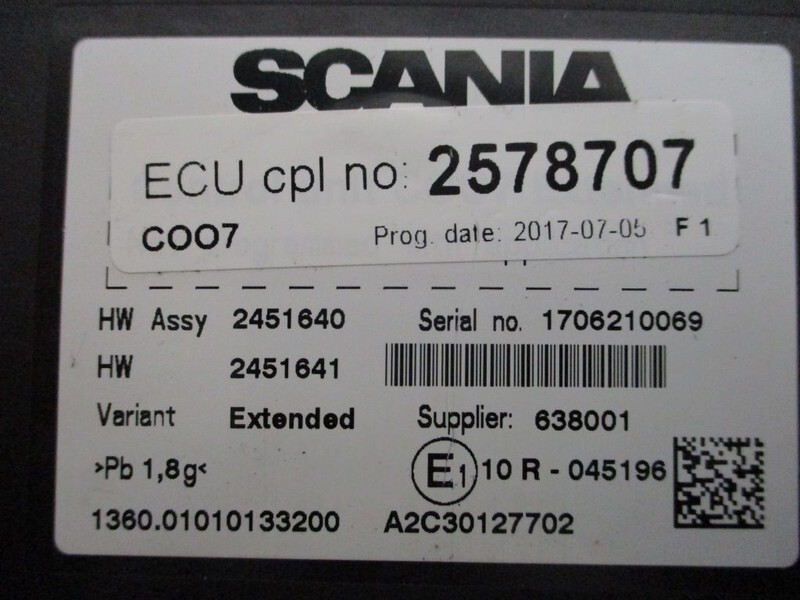 SCANIA
ECU cpl no: 2578707
COO7 Prog. date: 2017-07-05 F 1
HW Assy 2451640 Serial no. 1706210069
HW 2451641
Variant Extended Supplier: 638001
>Pb 1,8g< E1 10 R - 045196
1360.01010133200 A2C30127702